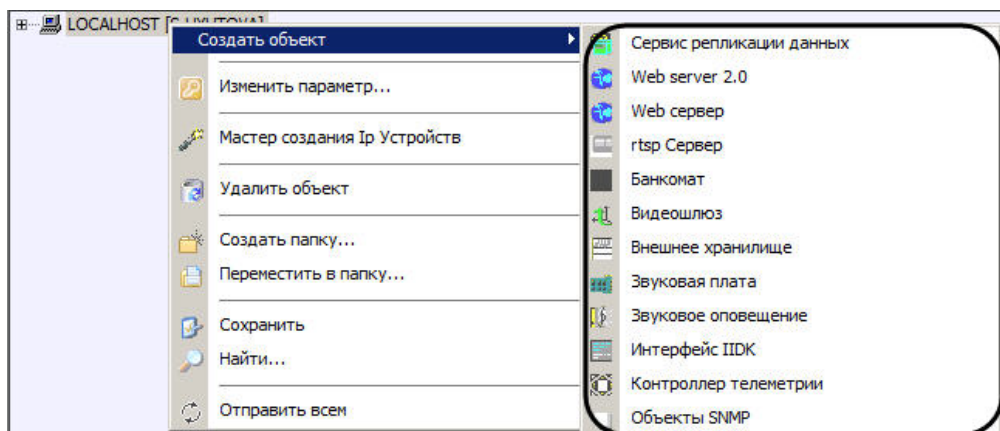 LOCALHOST
Создать объект
Изменить параметр...
Мастер создания Ip Устройств
Удалить объект
Создать папку...
Переместить в папку...
Сохранить
Найти...
Отправить всем
Сервис репликации данных
Web server 2.0
Web сервер
rtsp Сервер
Банкомат
Видеошлюз
Внешнее хранилище
Звуковая плата
Звуковое оповещение
Интерфейс IIDK
Контроллер телеметрии
Объекты SNMP